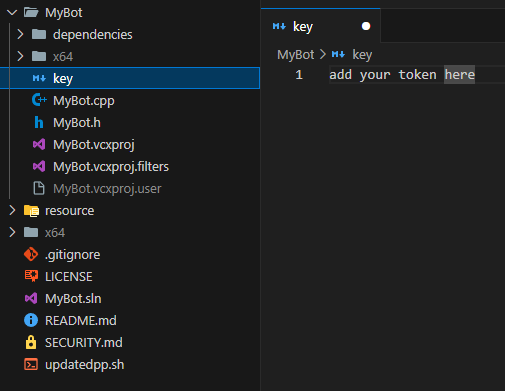 MyBot
dependencies
x64
key
MyBot.cpp
MyBot.h
MyBot.vcxproj
MyBot.vcxproj.filters
MyBot.vcxproj.user
resource
x64
.gitignore
LICENSE
MyBot.sln
README.md
SECURITY.md
updatedpp.sh
key
MyBot > key
1 add your token here